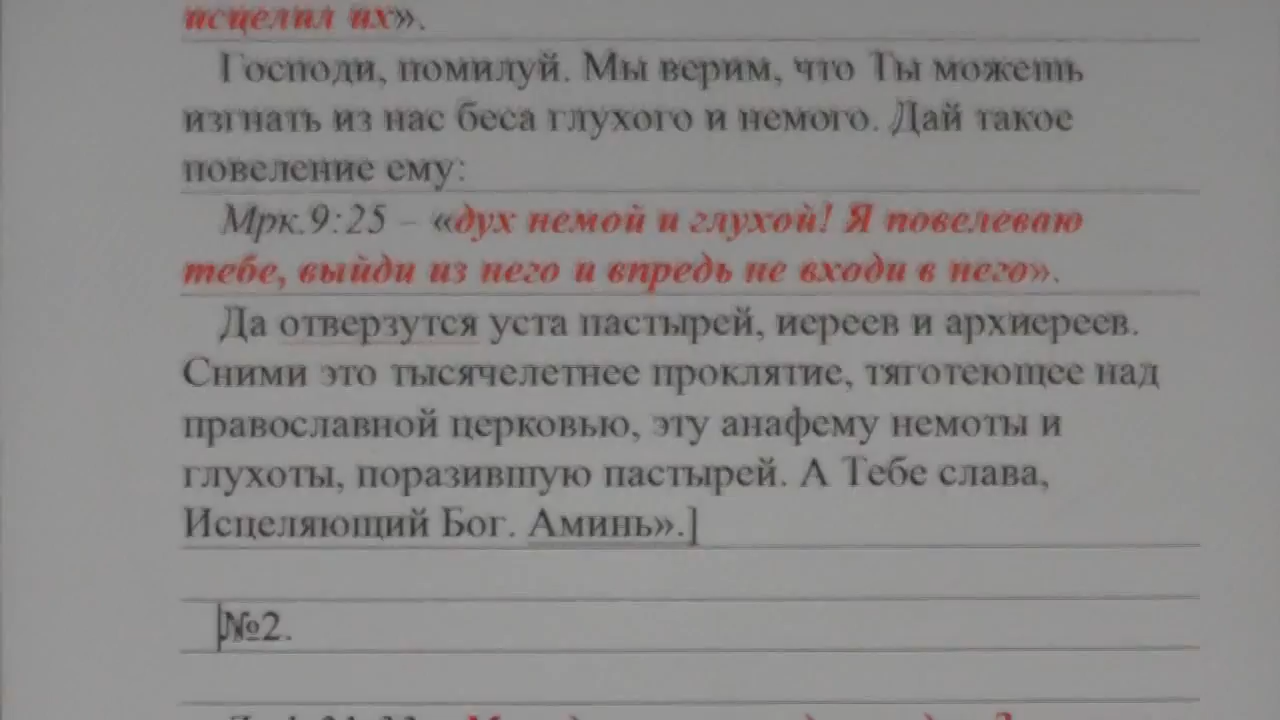 исцелил их».
Господи, помилуй. Мы верим, что Ты можешь
изгнать из нас беса глухого и немого. Дай такое
повеление ему:
Мрк.9:25 – «дух немой и глухой! Я повелеваю
тебе, выйди из него и впредь не входи в него».
Да отверзутся уста пастырей, иереев и архиереев.
Сними это тысячелетнее проклятие, тяготеющее над
православной церковью, эту анафему немоты и
глухоты, поразившую пастырей. А Тебе слава,
Исцеляющий Бог. Аминь».]
№2.